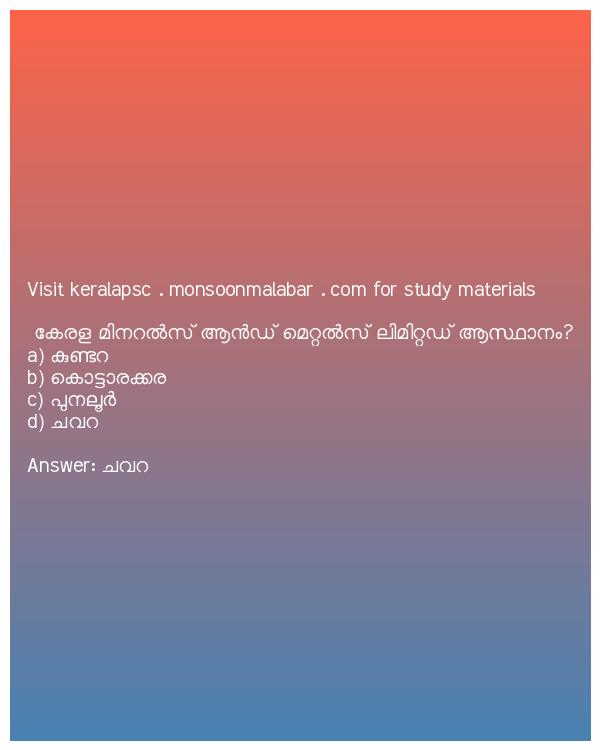 Visit keralapsc . monsoonmalabar . com for study materials
കേരള മിനറൽസ് ആൻഡ് മെറ്റൽസ് ലിമിറ്റഡ് ആസ്ഥാനം?
a) കുണ്ടറ
b) കൊട്ടാരക്കര
c) പുനലൂർ
d) ചവറ
Answer: ചവറ